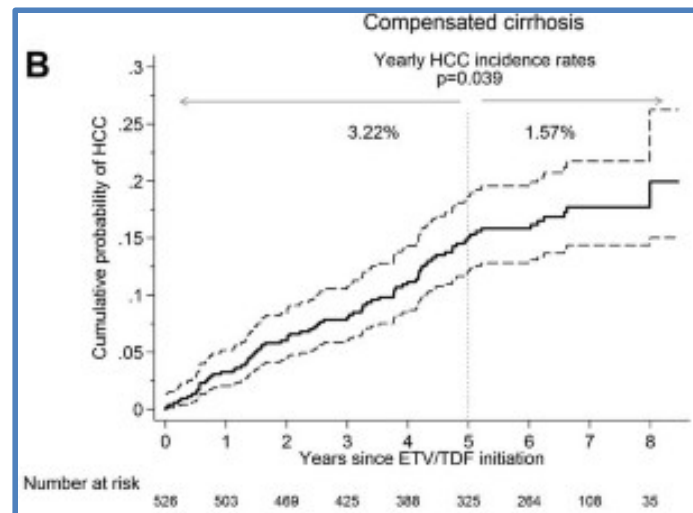 Compensated cirrhosis
B
Yearly HCC incidence rates
p=0.039
3.22%
1.57%
Cumulative probability of HCC
.3
.25
.2
.15
.1
.05
0
0 1 2 3 4 5 6 7 8
Years since ETV/TDF initiation
Number at risk
526 503 469 425 388 325 264 108 35